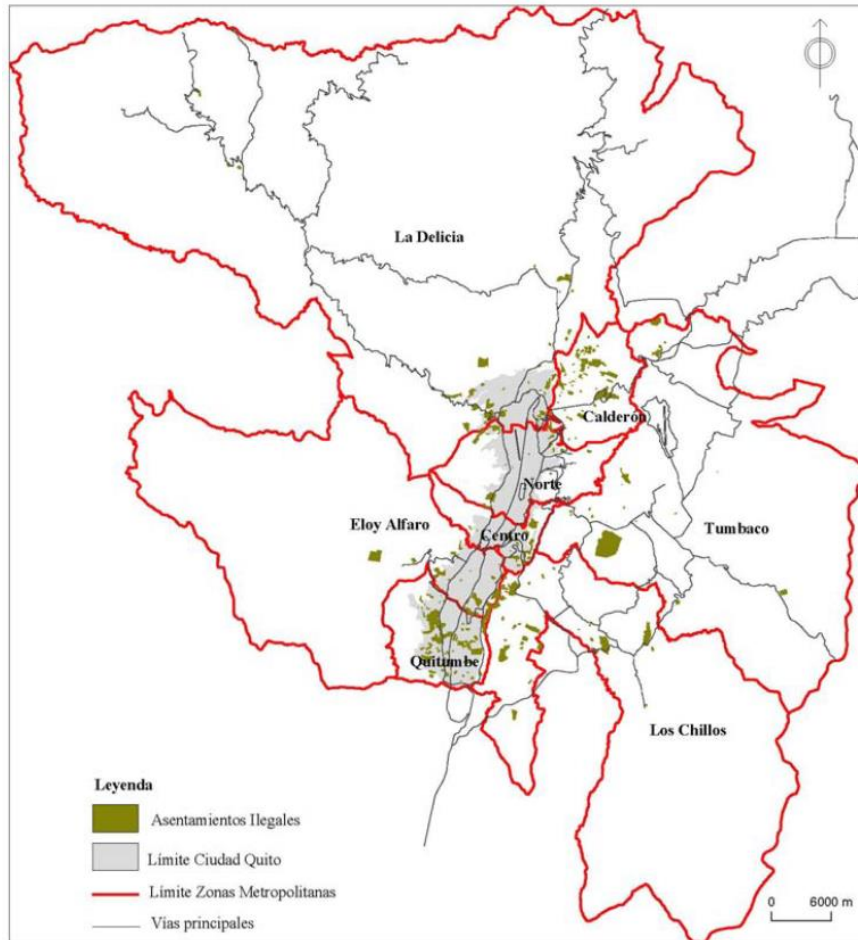 La Delicia
Calderón
Norte
Eloy Alfaro
Centro
Tumbaco
Quitumbe
Los Chillos
Leyenda
Asentamientos Ilegales
Límite Ciudad Quito
Límite Zonas Metropolitanas
Vías principales
0 6000 m